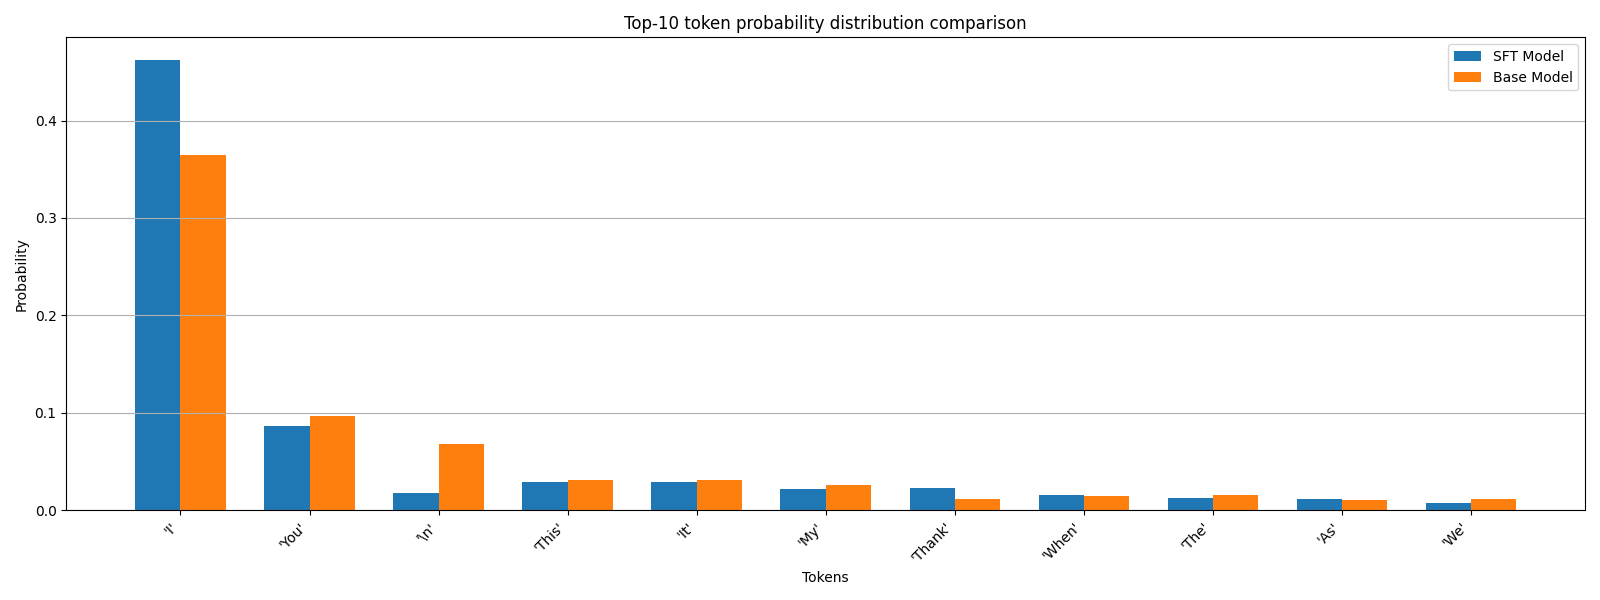 Top-10 token probability distribution comparison
SFT Model
Base Model
Probability
0.4
0.3
0.2
0.1
0.0
'I'
'You'
'\n'
'This'
'It'
'My'
'Thank'
'When'
'The'
'As'
'We'
Tokens